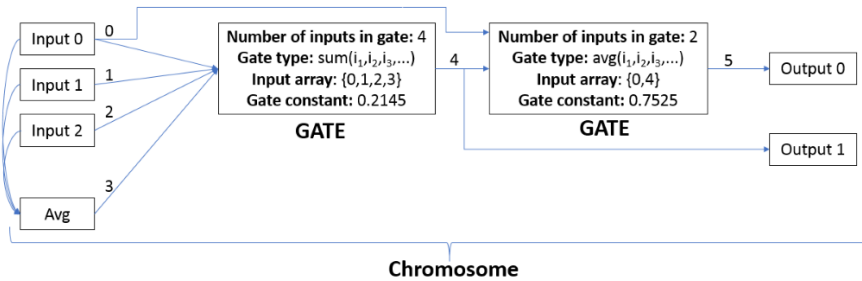 Input 0
0
Input 1
1
Input 2
2
Avg
3
Number of inputs in gate: 4
Gate type: sum(i₁,i₂,i₃,...)
Input array: {0,1,2,3}
Gate constant: 0.2145
GATE
4
Number of inputs in gate: 2
Gate type: avg(i₁,i₂,i₃,...)
Input array: {0,4}
Gate constant: 0.7525
GATE
5
Output 0
Output 1
Chromosome